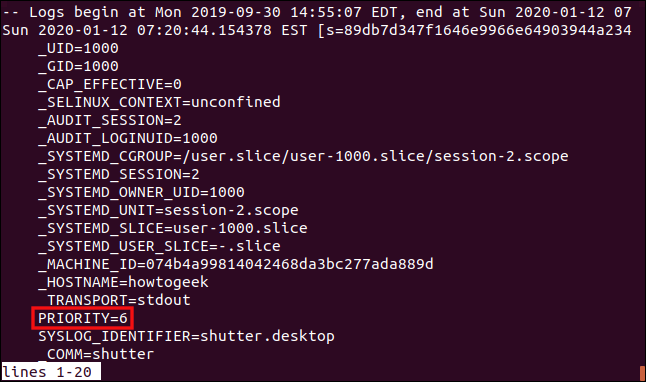 -- Logs begin at Mon 2019-09-30 14:55:07 EDT, end at Sun 2020-01-12 07
Sun 2020-01-12 07:20:44.154378 EST [s=89db7d347f1646e9966e64903944a234
_UID=1000
_GID=1000
_CAP_EFFECTIVE=0
_SELINUX_CONTEXT=unconfined
_AUDIT_SESSION=2
_AUDIT_LOGINUID=1000
_SYSTEMD_CGROUP=/user.slice/user-1000.slice/session-2.scope
_SYSTEMD_SESSION=2
_SYSTEMD_OWNER_UID=1000
_SYSTEMD_UNIT=session-2.scope
_SYSTEMD_SLICE=user-1000.slice
_SYSTEMD_USER_SLICE=-.slice
_MACHINE_ID=074b4a99814042468da3bc277ada889d
_HOSTNAME=howtogeek
_TRANSPORT=stdout
PRIORITY=6
SYSLOG_IDENTIFIER=shutter.desktop
_COMM=shutter
lines 1-20